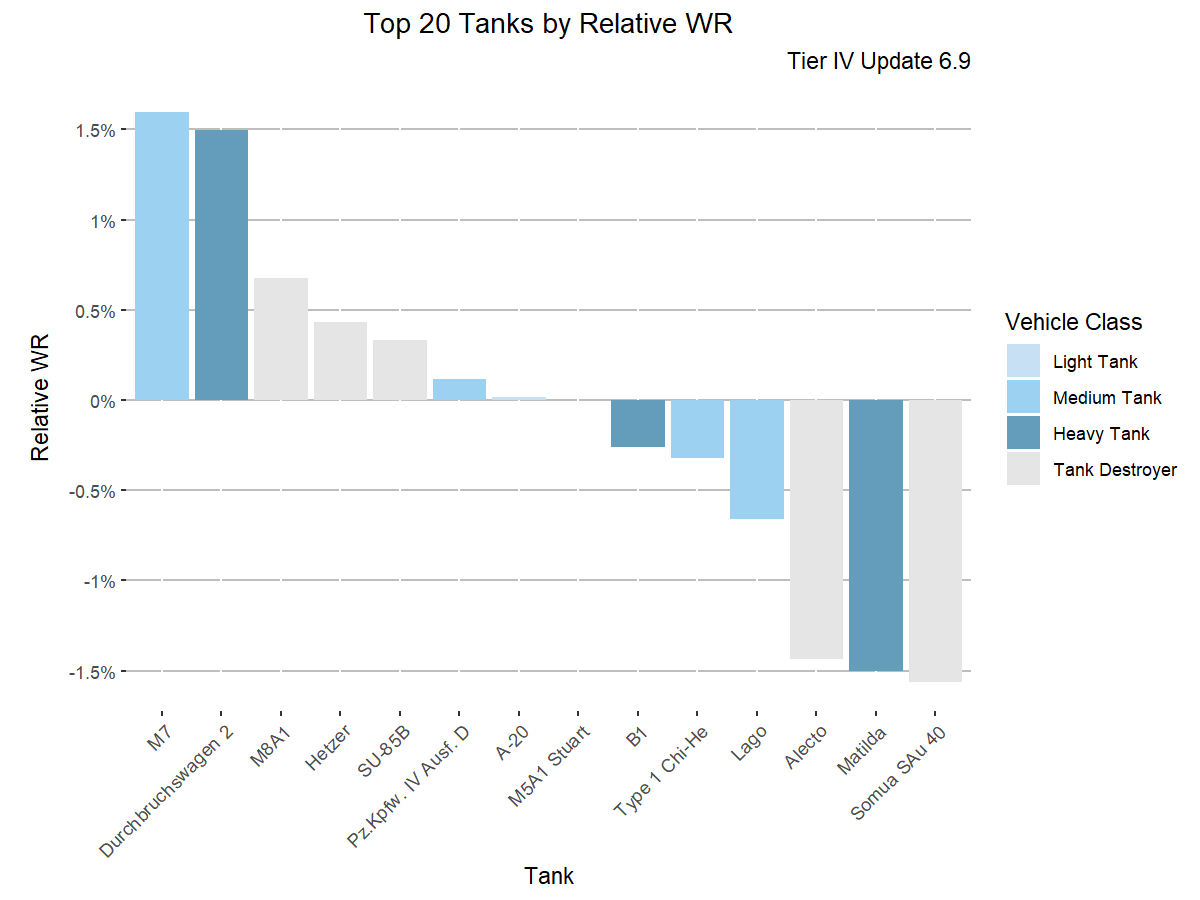 Top 20 Tanks by Relative WR
Tier IV Update 6.9
Relative WR
1.5%
1%
0.5%
0%
-0.5%
-1%
-1.5%
M7
Durchbruchswagen 2
M8A1
Hetzer
SU-85B
Pz.Kpfw. IV Ausf. D
A-20
M5A1 Stuart
B1
Type 1 Chi-He
Lago
Alecto
Matilda
Somua SAu 40
Tank
Vehicle Class
Light Tank
Medium Tank
Heavy Tank
Tank Destroyer